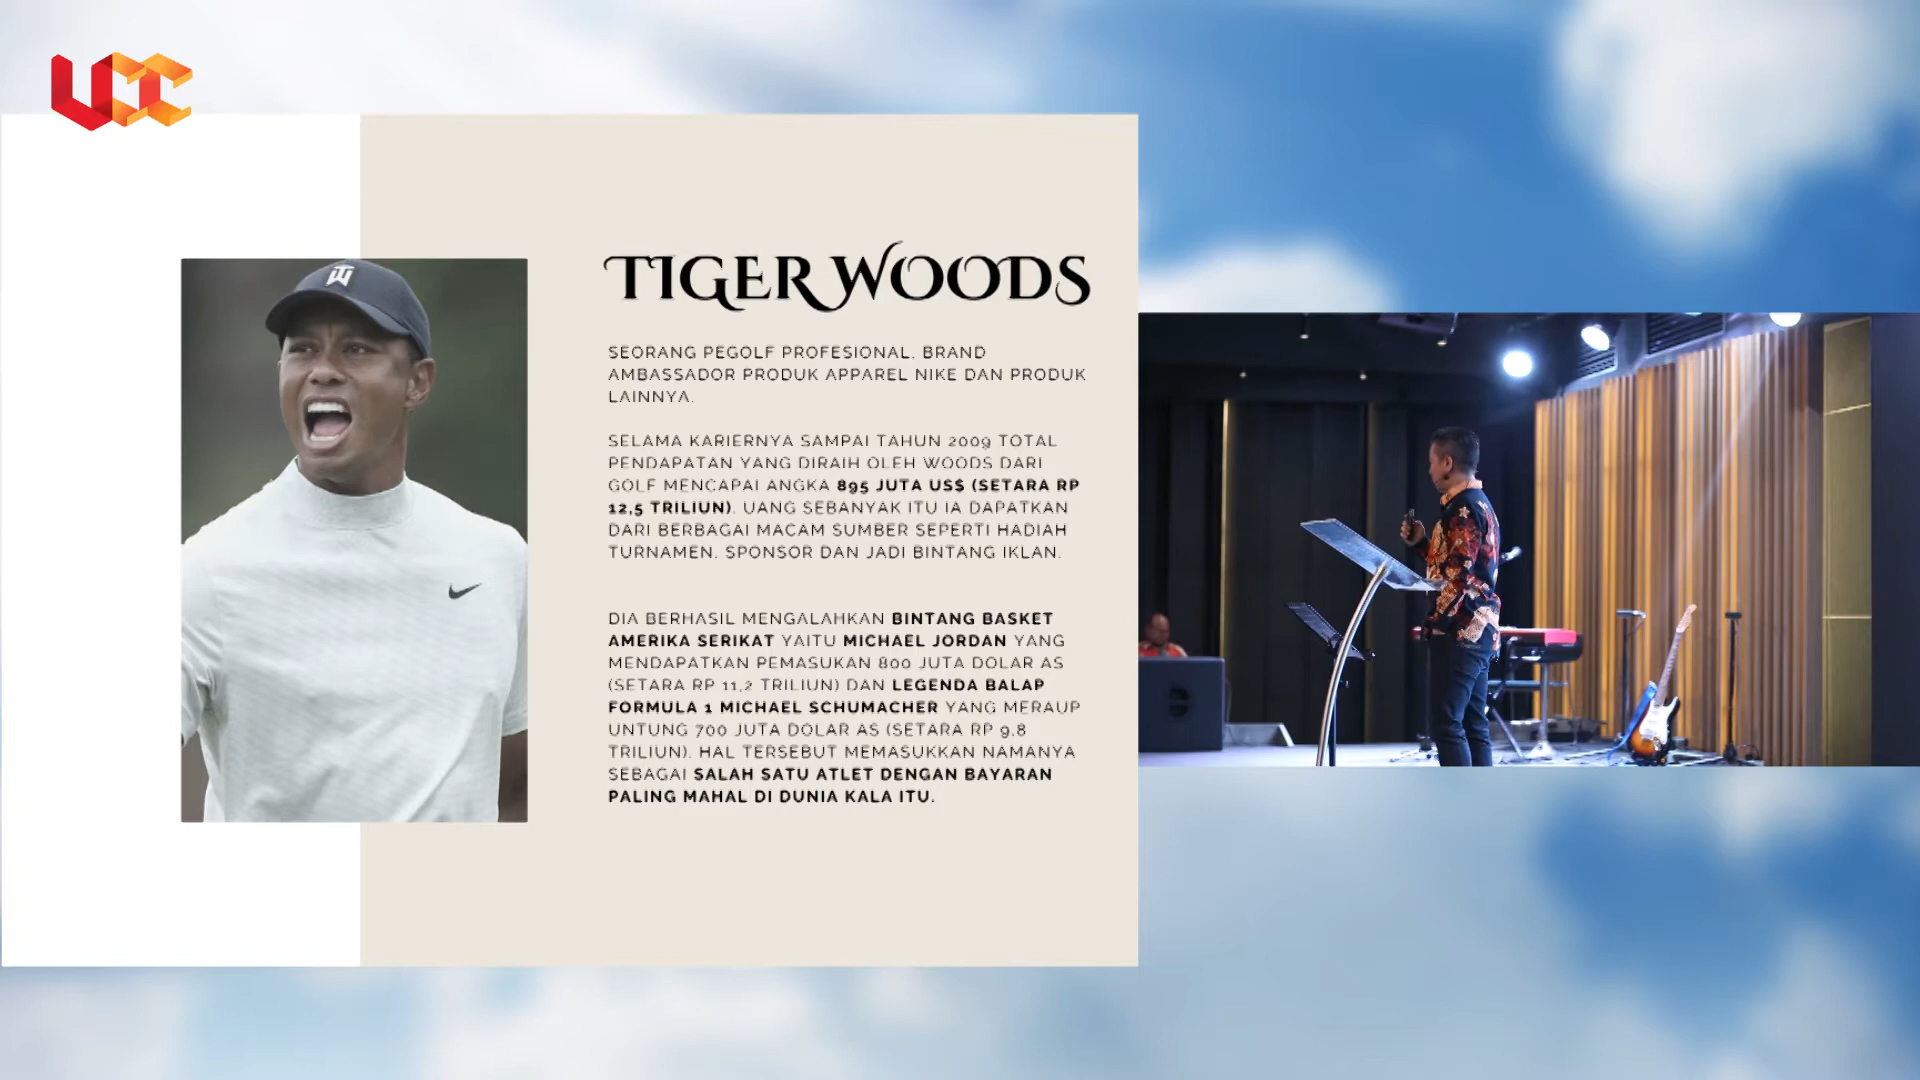 UCC
TW
TIGER WOODS
SEORANG PEGOLF PROFESIONAL, BRAND
AMBASSADOR PRODUK APPAREL NIKE DAN PRODUK
LAINNYA.
SELAMA KARIERNYA SAMPAI TAHUN 2009 TOTAL
PENDAPATAN YANG DIRAIH OLEH WOODS DARI
GOLF MENCAPAI ANGKA 895 JUTA US$ (SETARA RP
12,5 TRILIUN). UANG SEBANYAK ITU IA DAPATKAN
DARI BERBAGAI MACAM SUMBER SEPERTI HADIAH
TURNAMEN, SPONSOR DAN JADI BINTANG IKLAN.
DIA BERHASIL MENGALAHKAN BINTANG BASKET
AMERIKA SERIKAT YAITU MICHAEL JORDAN YANG
MENDAPATKAN PEMASUKAN 800 JUTA DOLAR AS
(SETARA RP 11,2 TRILIUN) DAN LEGENDA BALAP
FORMULA 1 MICHAEL SCHUMACHER YANG MERAUP
UNTUNG 700 JUTA DOLAR AS (SETARA RP 9.8
TRILIUN). HAL TERSEBUT MEMASUKKAN NAMANYA
SEBAGAI SALAH SATU ATLET DENGAN BAYARAN
PALING MAHAL DI DUNIA KALA ITU.